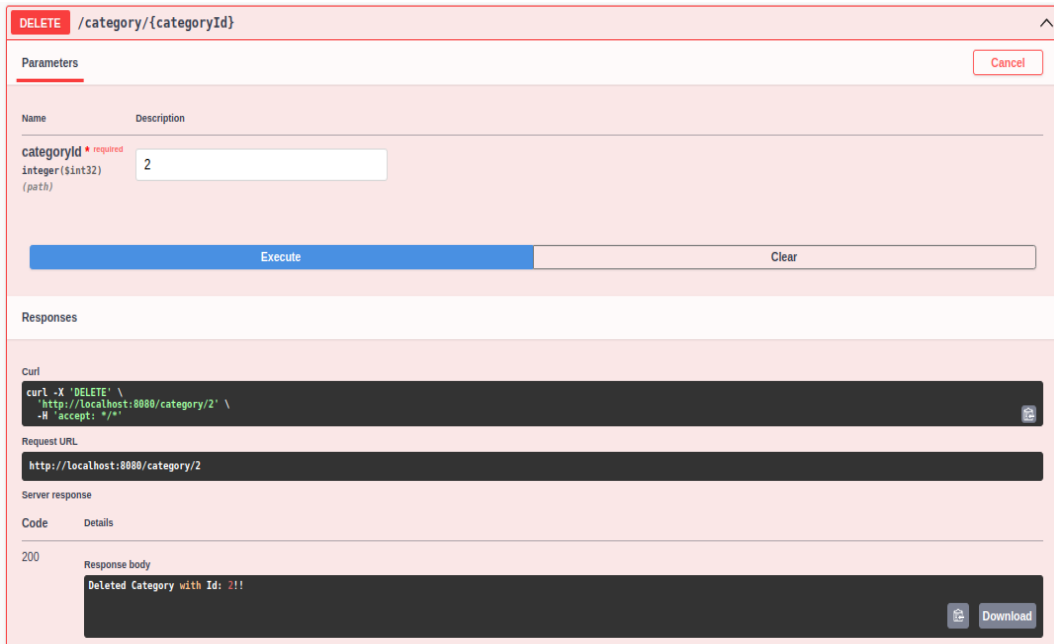 DELETE /category/{categoryId}
Parameters Cancel
Name Description
categoryId * required
integer($int32)
(path)
2
Execute Clear
Responses
Curl
curl -X 'DELETE' \
'http://localhost:8080/category/2' \
-H 'accept: */*'
Request URL
http://localhost:8080/category/2
Server response
Code Details
200
Response body
Deleted Category with Id: 2!!
Download